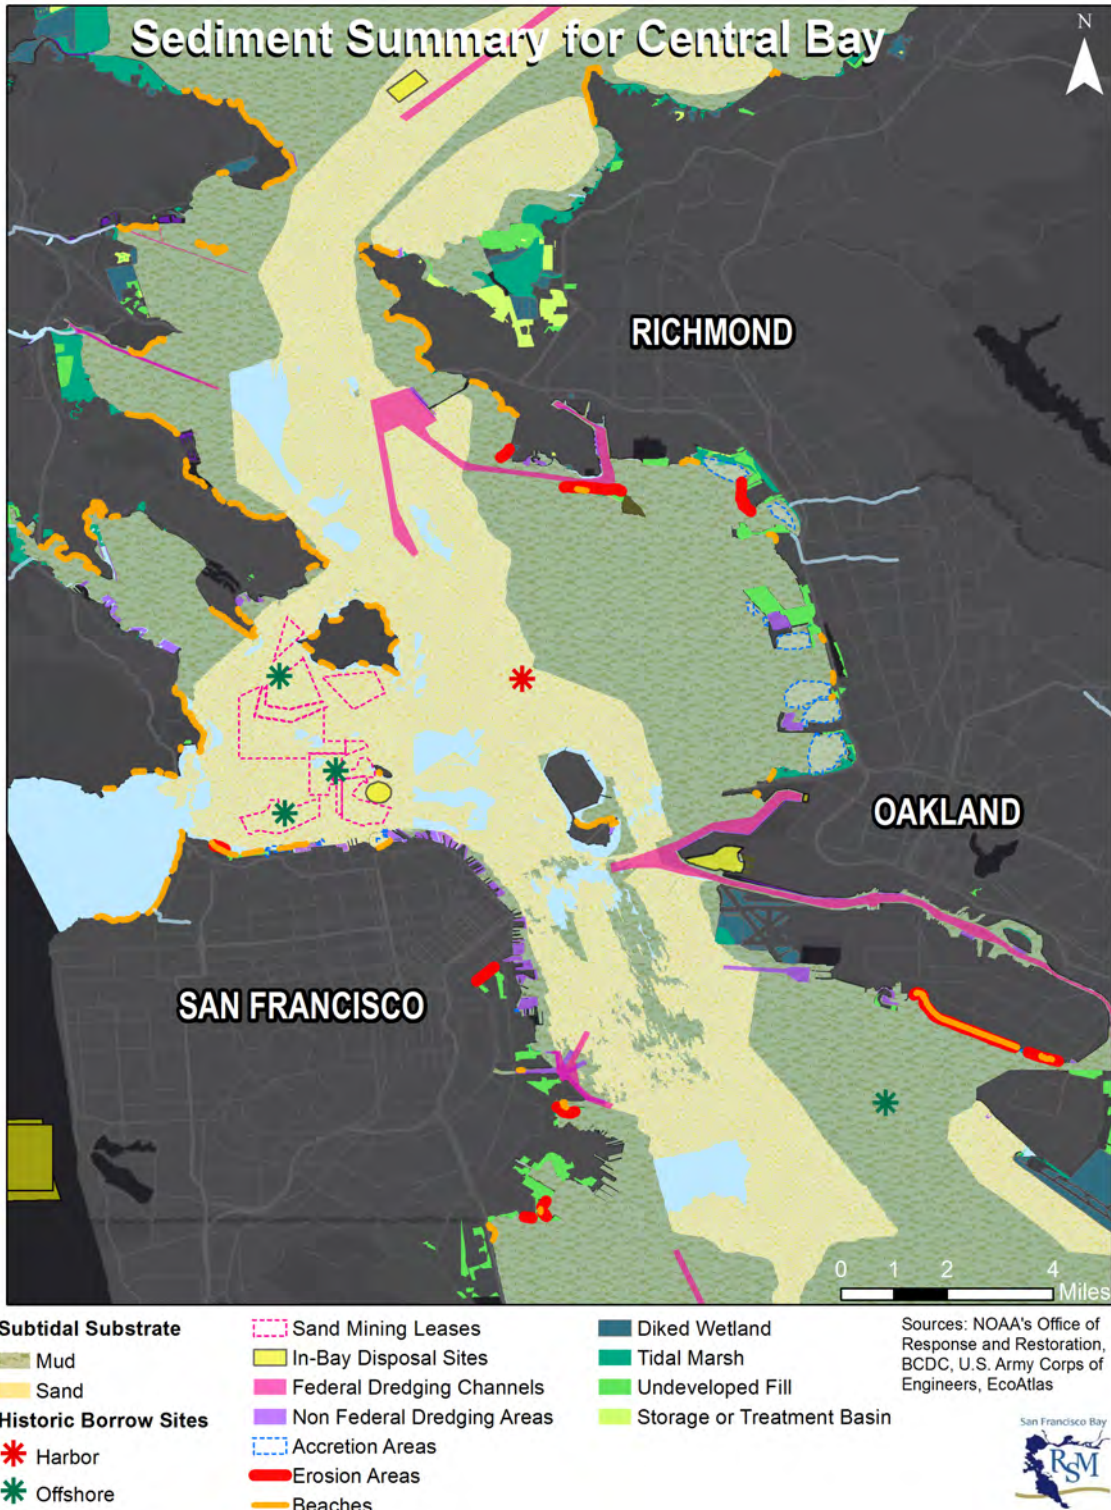 Sediment Summary for Central Bay
N
RICHMOND
OAKLAND
SAN FRANCISCO
0 1 2 4
Miles
Subtidal Substrate
Mud
Sand
Historic Borrow Sites
Harbor
Offshore
Sand Mining Leases
In-Bay Disposal Sites
Federal Dredging Channels
Non Federal Dredging Areas
Accretion Areas
Erosion Areas
Beaches
Diked Wetland
Tidal Marsh
Undeveloped Fill
Storage or Treatment Basin
Sources: NOAA's Office of
Response and Restoration,
BCDC, U.S. Army Corps of
Engineers, EcoAtlas
San Francisco Bay
RSM